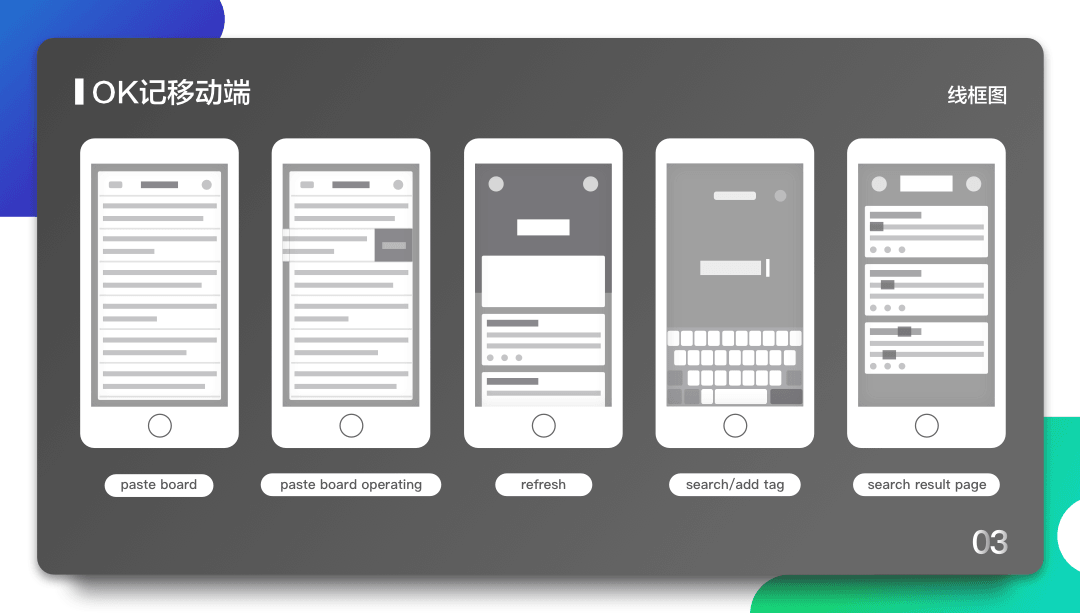 OK记移动端
线框图
paste board
paste board operating
refresh
search/add tag
search result page
03